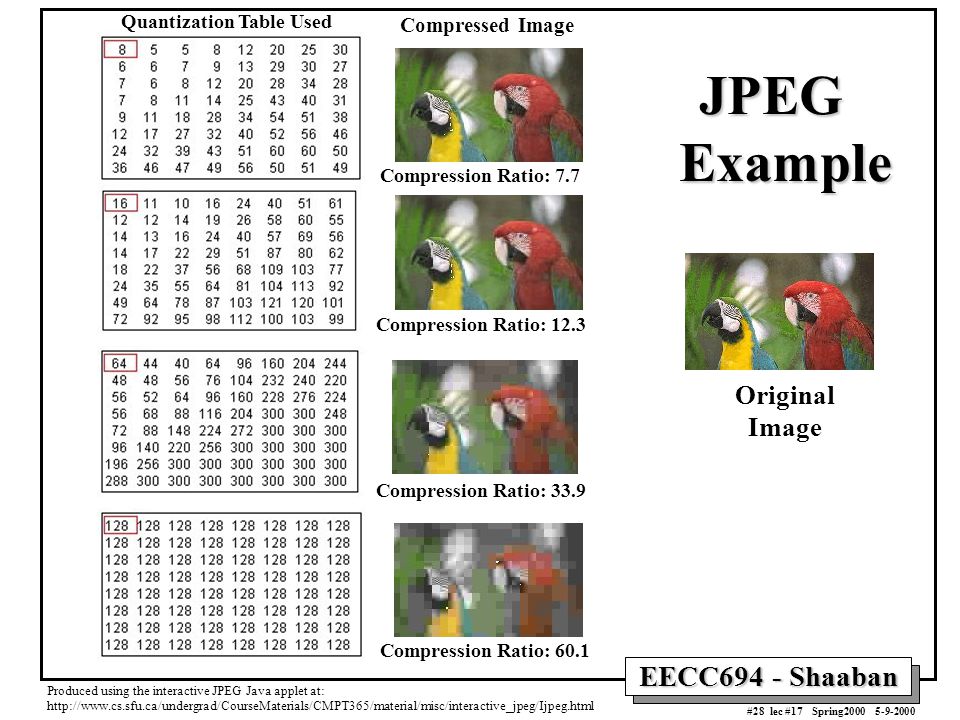 Quantization Table Used
Compressed Image
8 5 5 8 12 20 25 30
6 6 7 9 13 29 30 27
7 6 8 12 20 28 34 28
7 8 11 14 25 43 40 31
9 11 18 28 34 54 51 38
12 17 27 32 40 52 56 46
24 32 39 43 51 60 60 50
36 46 47 49 56 50 51 49
Compression Ratio: 7.7
16 11 10 16 24 40 51 61
12 12 14 19 26 58 60 55
14 13 16 24 40 57 69 56
14 17 22 29 51 87 80 62
18 22 37 56 68 109 103 77
24 35 55 64 81 104 113 92
49 64 78 87 103 121 120 101
72 92 95 98 112 100 103 99
Compression Ratio: 12.3
64 44 40 64 96 160 204 244
48 48 56 76 104 232 240 220
56 52 64 96 160 228 276 224
56 68 88 116 204 300 300 248
72 88 148 224 272 300 300 300
96 140 220 256 300 300 300 300
196 256 300 300 300 300 300 300
288 300 300 300 300 300 300 300
Compression Ratio: 33.9
128 128 128 128 128 128 128 128
128 128 128 128 128 128 128 128
128 128 128 128 128 128 128 128
128 128 128 128 128 128 128 128
128 128 128 128 128 128 128 128
128 128 128 128 128 128 128 128
128 128 128 128 128 128 128 128
128 128 128 128 128 128 128 128
Compression Ratio: 60.1
JPEG
Example
Original
Image
EECC694 - Shaaban
Produced using the interactive JPEG Java applet at:
http://www.cs.sfu.ca/undergrad/CourseMaterials/CMPT365/material/misc/interactive_jpeg/Ijpeg.html
#28 lec #17 Spring2000 5-9-2000